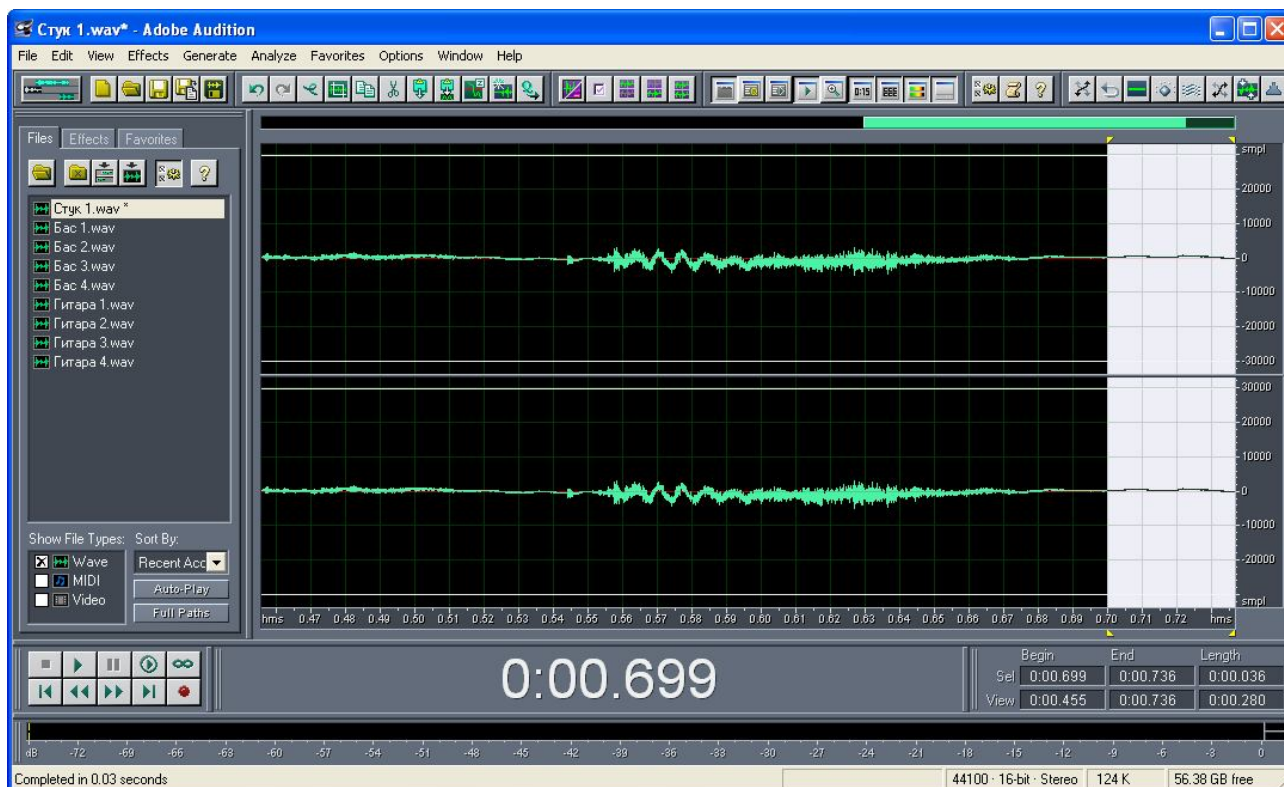 Стук 1.wav* - Adobe Audition
File Edit View Effects Generate Analyze Favorites Options Window Help
Files Effects Favorites
Стук 1.wav *
Бас 1.wav
Бас 2.wav
Бас 3.wav
Бас 4.wav
Гитара 1.wav
Гитара 2.wav
Гитара 3.wav
Гитара 4.wav
Show File Types: Sort By:
Wave Recent Acc
MIDI Auto-Play
Video Full Paths
smpl
20000
10000
0
-10000
-20000
-30000
30000
20000
10000
0
-10000
-20000
smpl
hms 0.47 0.48 0.49 0.50 0.51 0.52 0.53 0.54 0.55 0.56 0.57 0.58 0.59 0.60 0.61 0.62 0.63 0.64 0.65 0.66 0.67 0.68 0.69 0.70 0.71 0.72 hms
0:00.699
Begin End Length
Sel 0:00.699 0:00.736 0:00.036
View 0:00.455 0:00.736 0:00.280
dB -72 -69 -66 -63 -60 -57 -54 -51 -48 -45 -42 -39 -36 -33 -30 -27 -24 -21 -18 -15 -12 -9 -6 -3 0
Completed in 0.03 seconds 44100 · 16-bit · Stereo 124 K 56.38 GB free